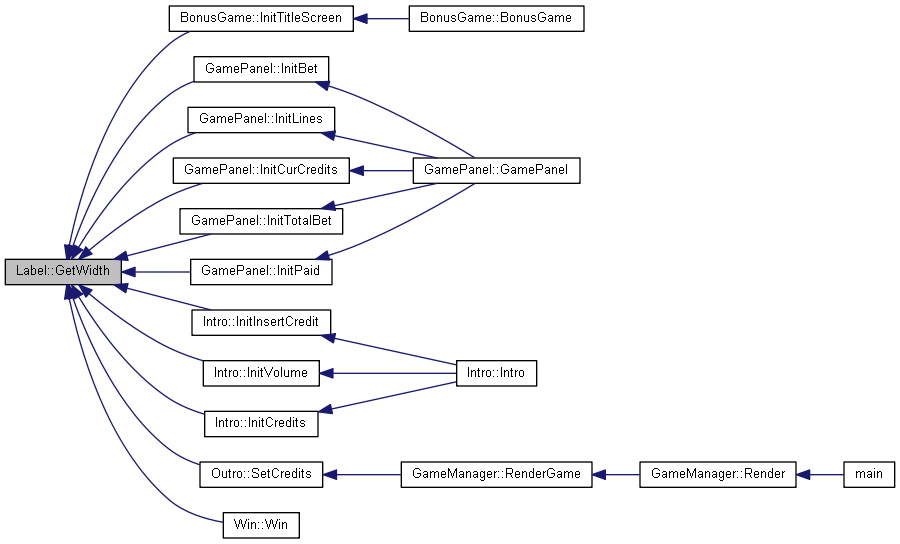 BonusGame::InitTitleScreen
BonusGame::BonusGame
GamePanel::InitBet
GamePanel::InitLines
GamePanel::InitCurCredits
GamePanel::GamePanel
GamePanel::InitTotalBet
Label::GetWidth
GamePanel::InitPaid
Intro::InitInsertCredit
Intro::InitVolume
Intro::Intro
Intro::InitCredits
Outro::SetCredits
GameManager::RenderGame
GameManager::Render
main
Win::Win